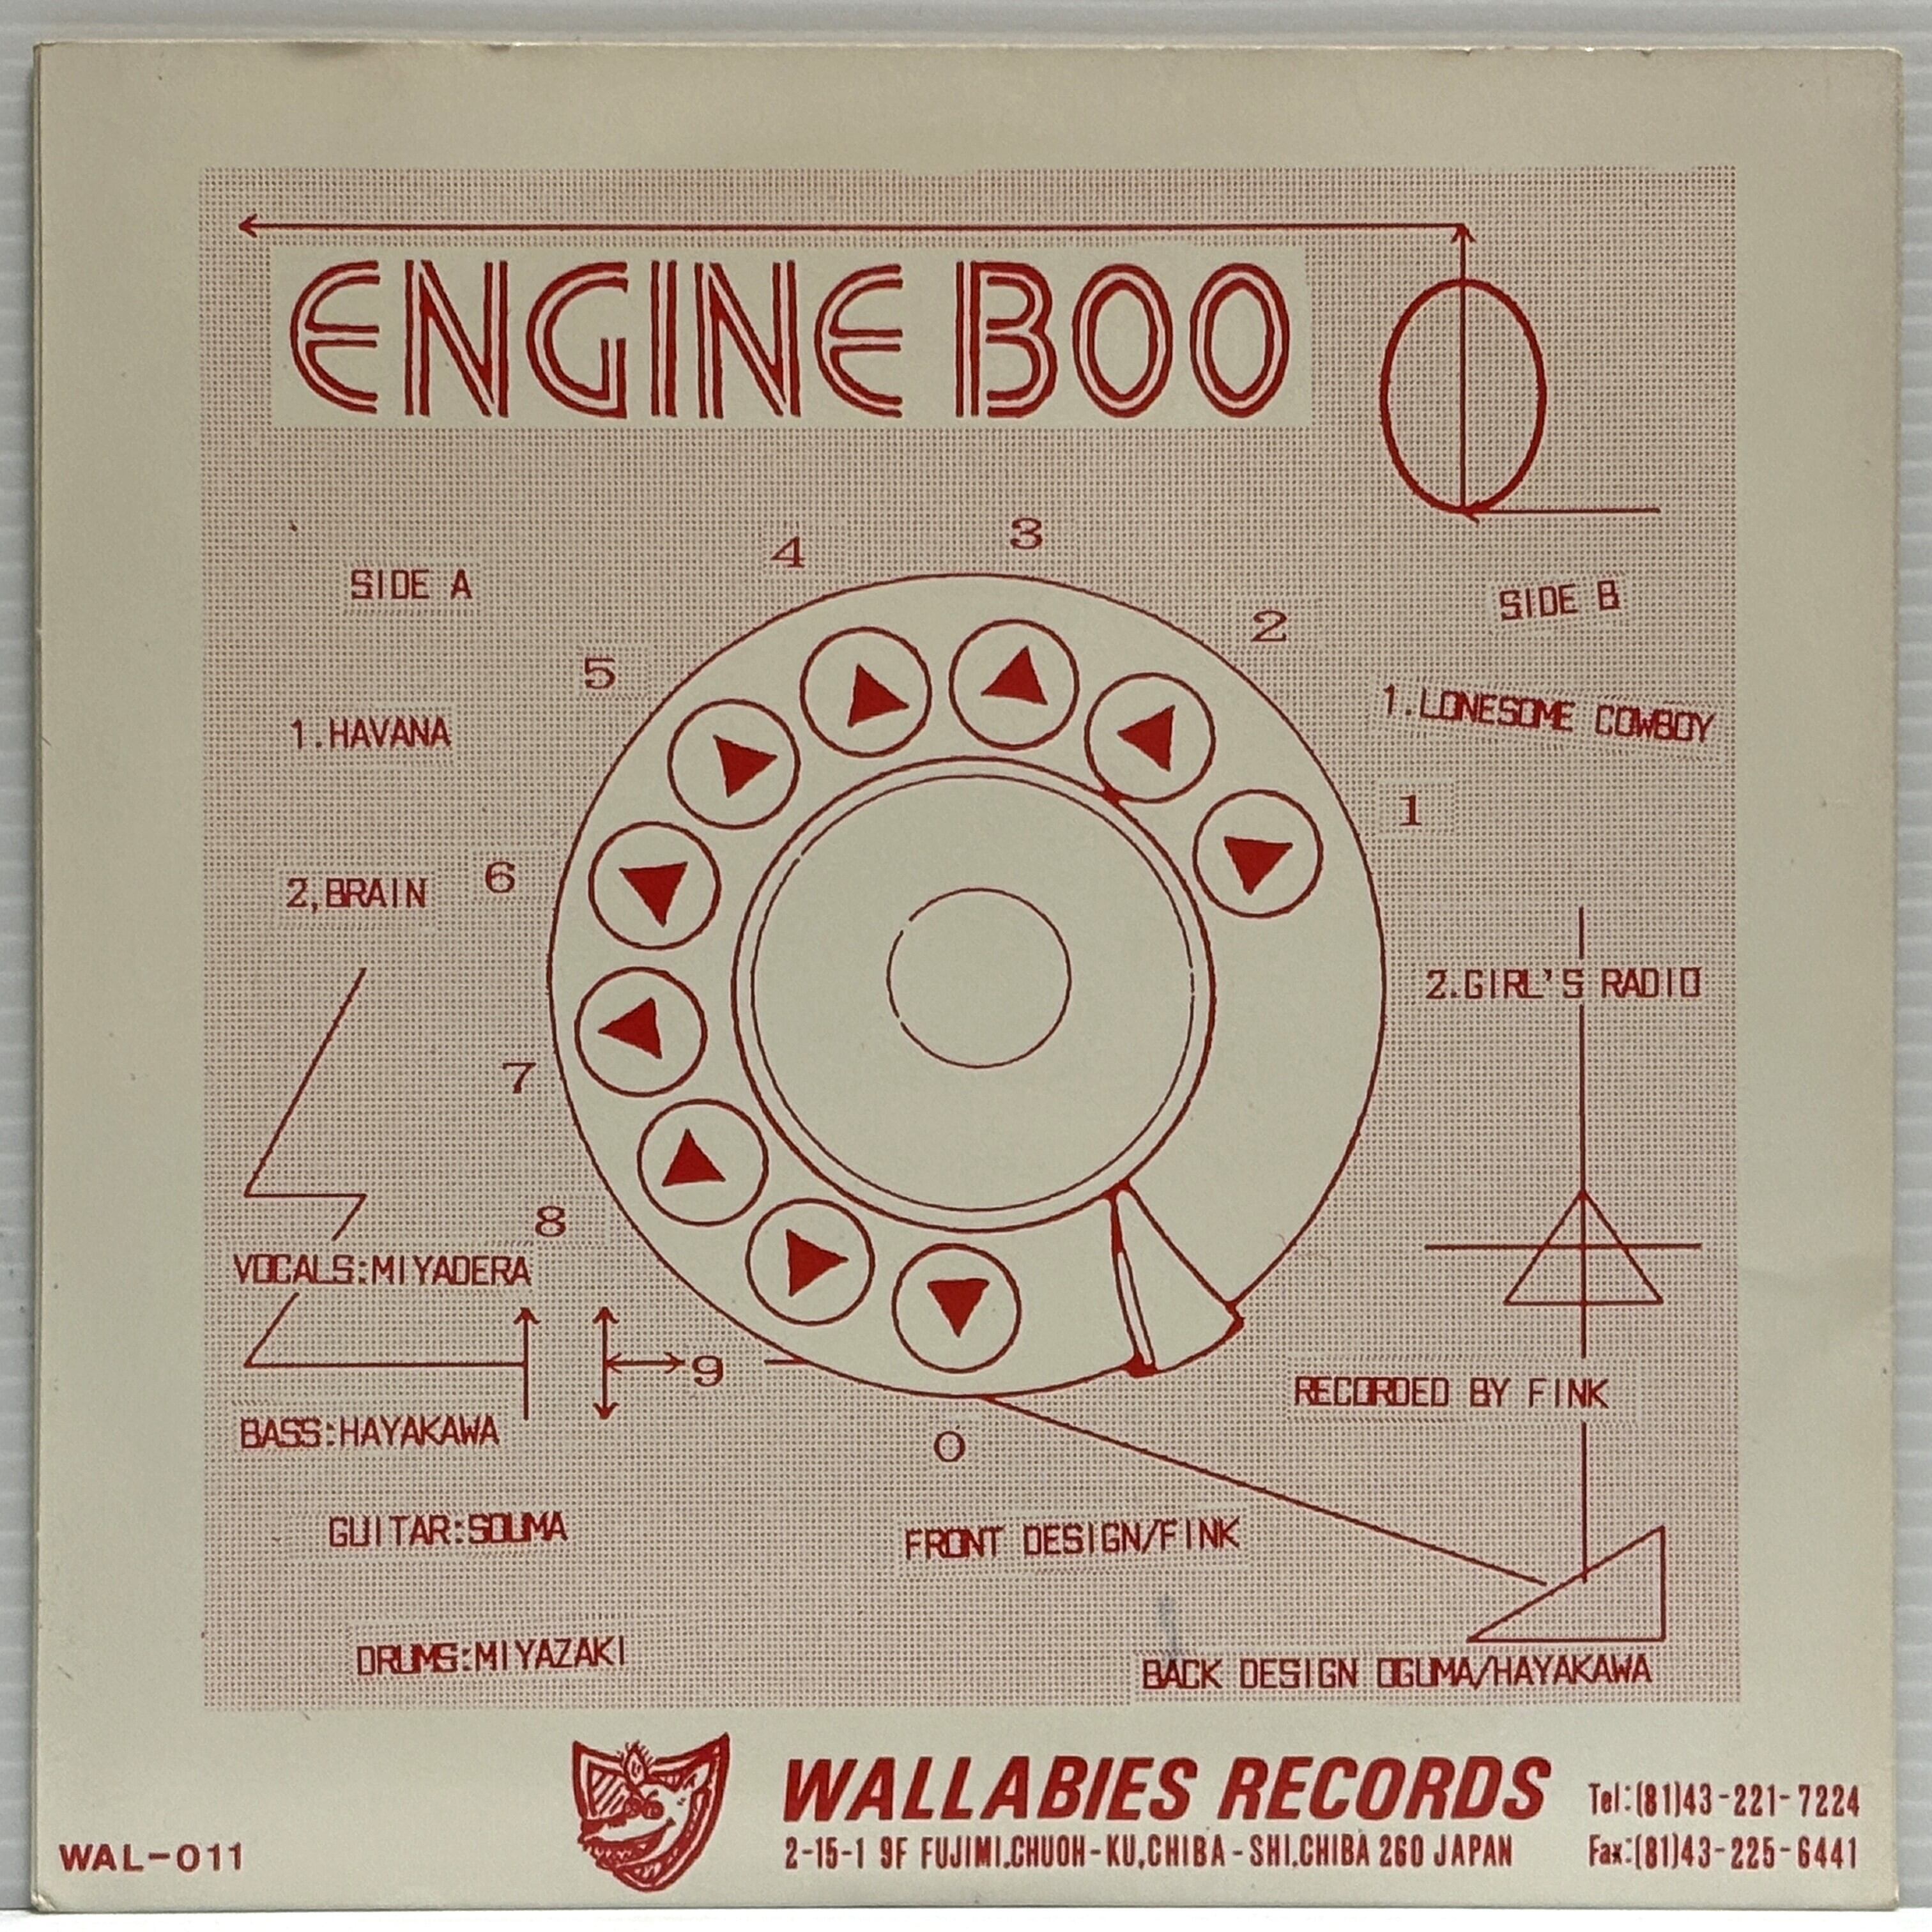 ENGINE BOO
SIDE A
1.HAVANA
2,BRAIN
SIDE B
1.LONESOME COWBOY
2.GIRL'S RADIO
4
3
2
1
5
6
7
8
9
0
VOCALS:MIYADERA
BASS:HAYAKAWA
GUITAR:SOUMA
DRUMS:MIYAZAKI
RECORDED BY FINK
FRONT DESIGN/FINK
BACK DESIGN OGUMA/HAYAKAWA
WAL-011
WALLABIES RECORDS
2-15-1 9F FUJIMI.CHUOH-KU,CHIBA-SHI.CHIBA 260 JAPAN
Tel:(81)43-221-7224
Fax:(81)43-225-6441